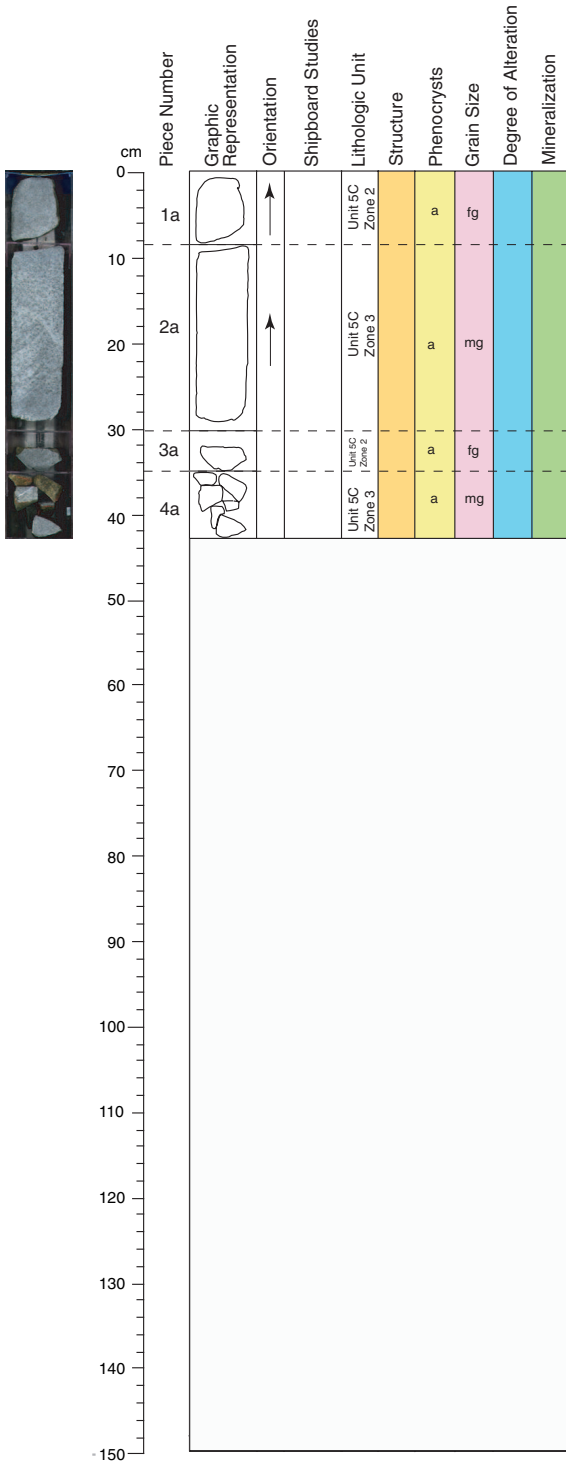 cm
Piece Number
Graphic
Representation
Orientation
Shipboard Studies
Lithologic Unit
Structure
Phenocrysts
Grain Size
Degree of Alteration
Mineralization
0
1a
Unit 5C
Zone 2
a
fg
10
2a
Unit 5C
Zone 3
a
mg
20
30
3a
Unit 5C
Zone 2
a
fg
4a
Unit 5C
Zone 3
a
mg
40
50
60
70
80
90
100
110
120
130
140
150